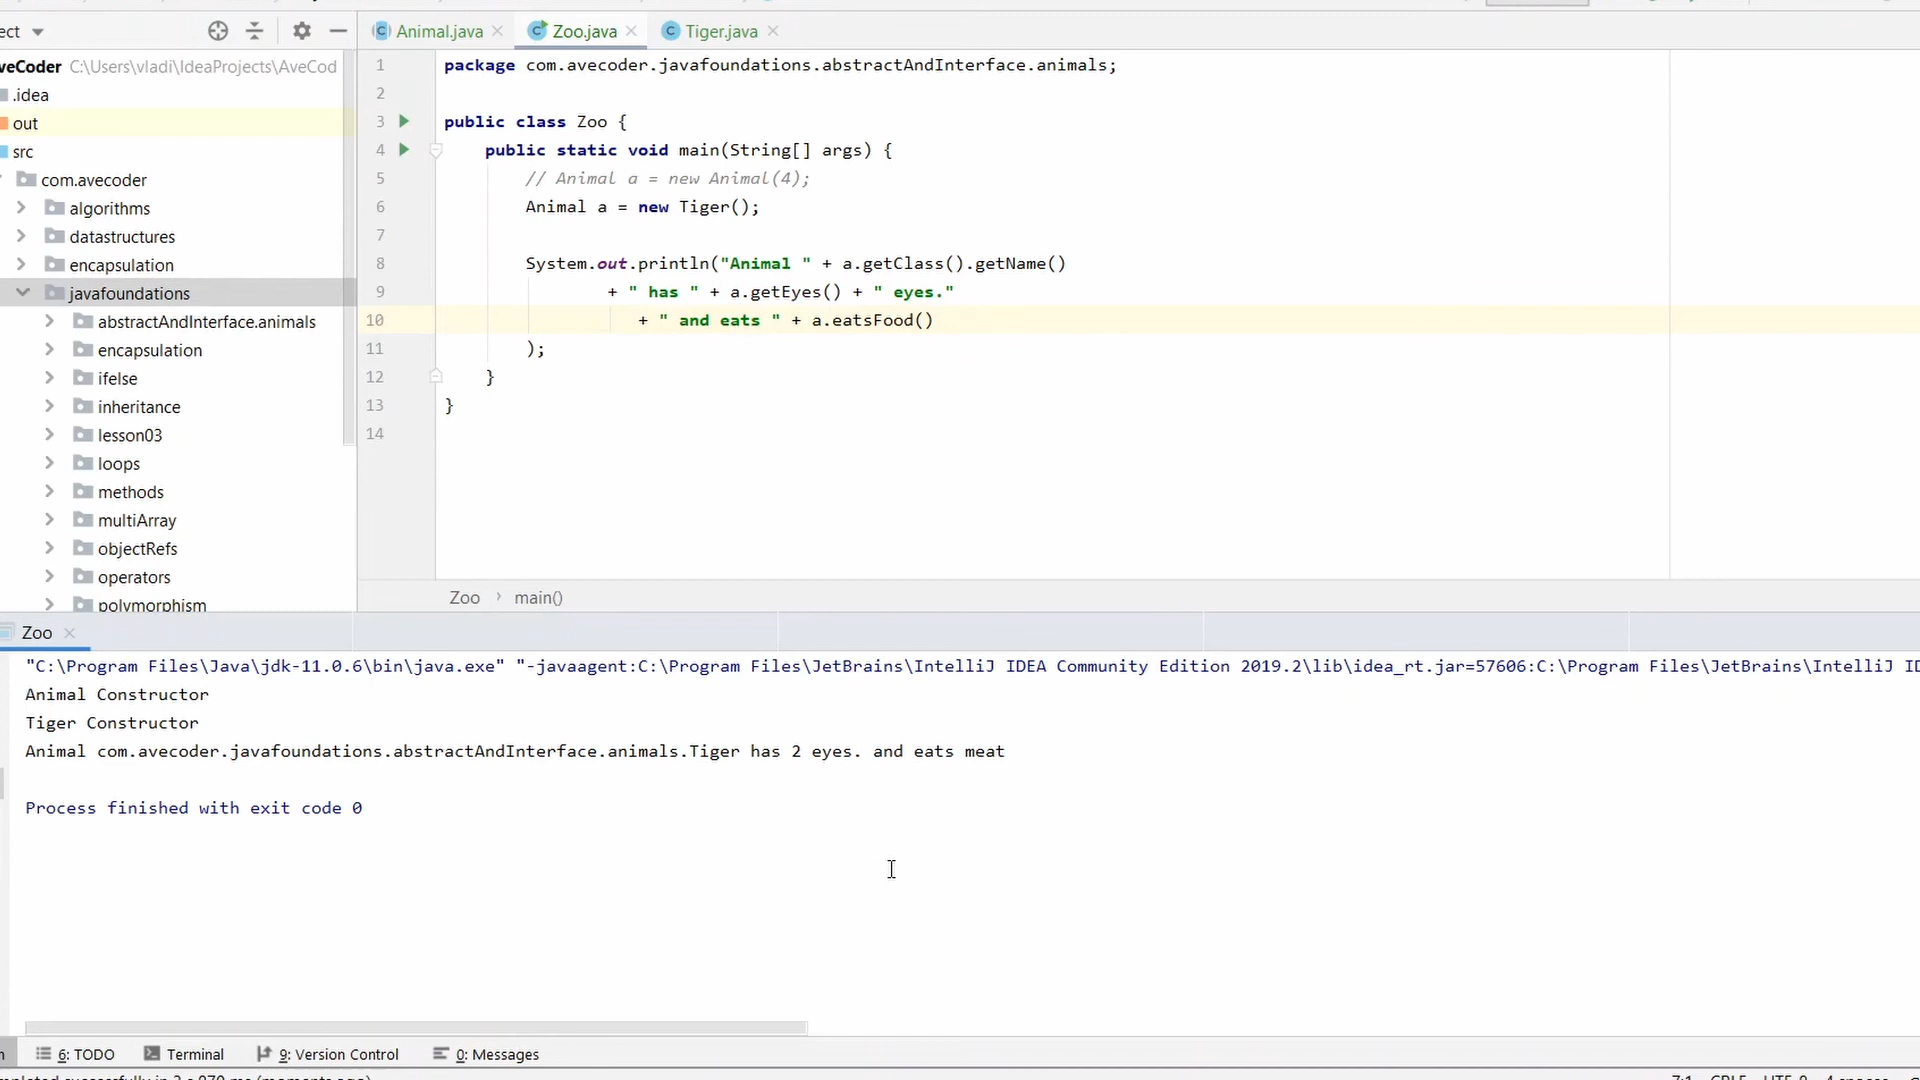 ect
Animal.java
Zoo.java
Tiger.java
veCoder C:\Users\vladi\IdeaProjects\AveCod
.idea
out
src
com.avecoder
algorithms
datastructures
encapsulation
javafoundations
abstractAndInterface.animals
encapsulation
ifelse
inheritance
lesson03
loops
methods
multiArray
objectRefs
operators
polymorphism
1 package com.avecoder.javafoundations.abstractAndInterface.animals;
2
3 public class Zoo {
4 public static void main(String[] args) {
5 // Animal a = new Animal(4);
6 Animal a = new Tiger();
7
8 System.out.println("Animal " + a.getClass().getName()
9 + " has " + a.getEyes() + " eyes."
10 + " and eats " + a.eatsFood()
11 );
12 }
13 }
14
Zoo › main()
Zoo
"C:\Program Files\Java\jdk-11.0.6\bin\java.exe" "-javaagent:C:\Program Files\JetBrains\IntelliJ IDEA Community Edition 2019.2\lib\idea_rt.jar=57606:C:\Program Files\JetBrains\IntelliJ ID
Animal Constructor
Tiger Constructor
Animal com.avecoder.javafoundations.abstractAndInterface.animals.Tiger has 2 eyes. and eats meat
Process finished with exit code 0
6: TODO
Terminal
9: Version Control
0: Messages